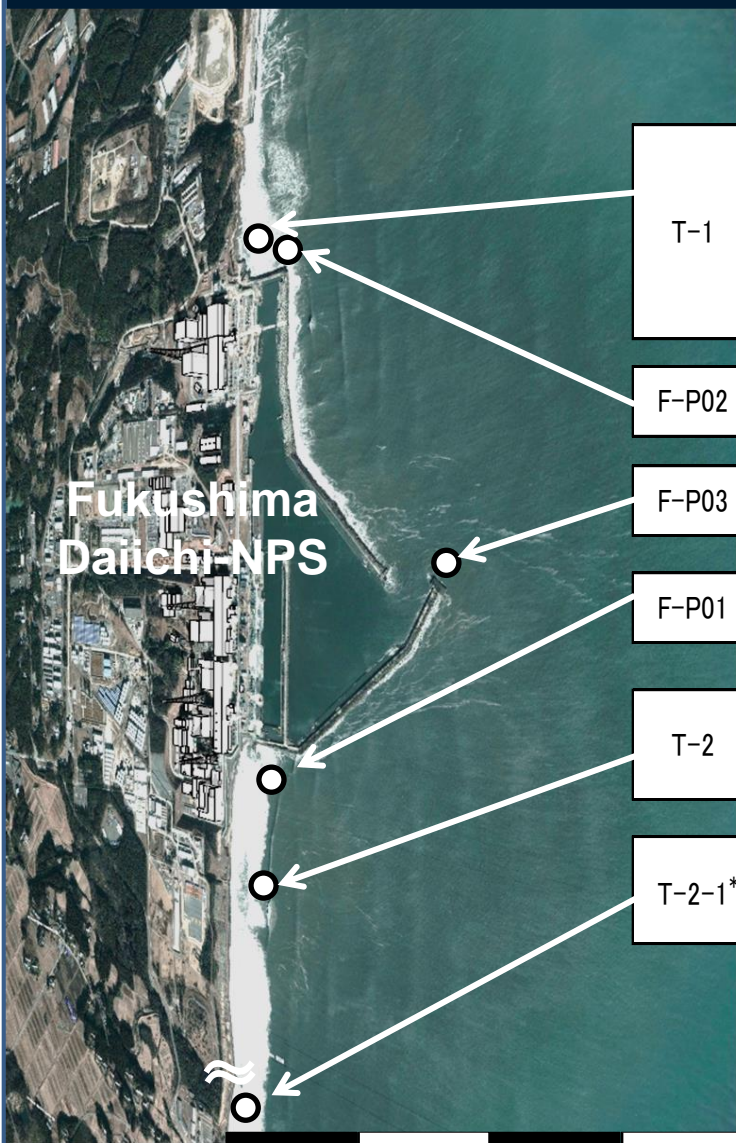 T-1
F-P02
F-P03
Fukushima
Daiichi-NPS
F-P01
T-2
T-2-1*